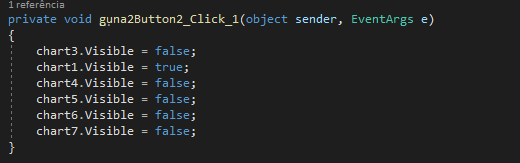 1 referência
private void guna2Button2_Click_1(object sender, EventArgs e)
{
chart3.Visible = false;
chart1.Visible = true;
chart4.Visible = false;
chart5.Visible = false;
chart6.Visible = false;
chart7.Visible = false;
}